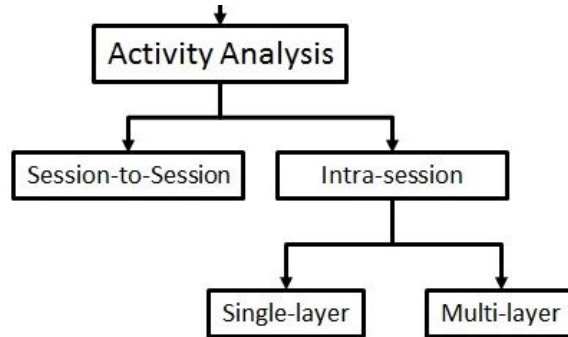 Activity Analysis
Session-to-Session
Intra-session
Single-layer
Multi-layer